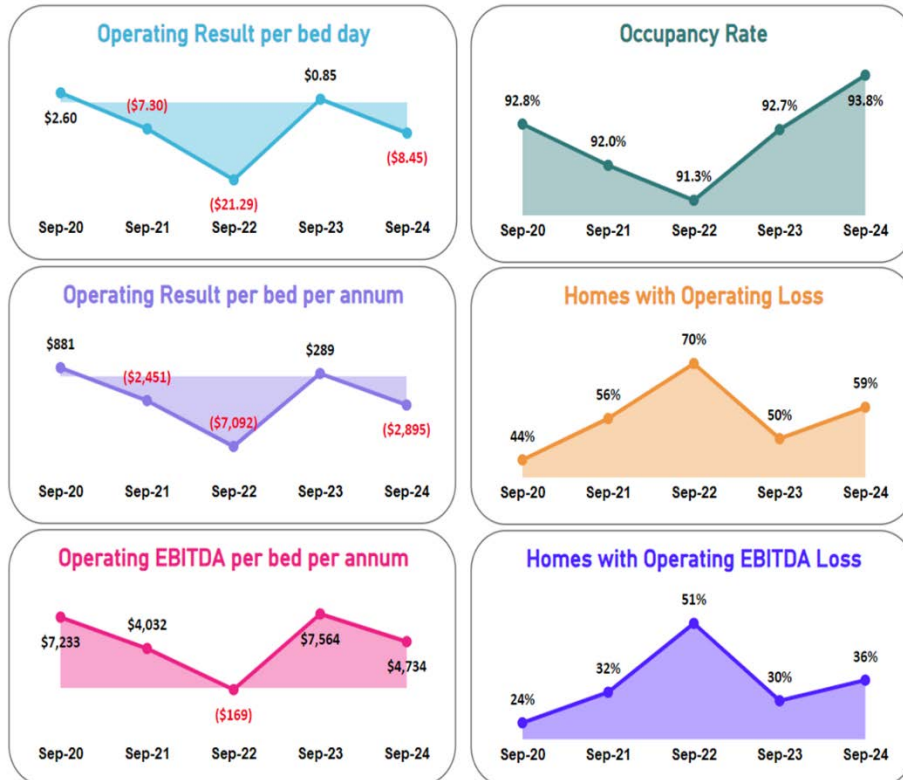 Operating Result per bed day
$2.60
($7.30)
($21.29)
$0.85
($8.45)
Sep-20 Sep-21 Sep-22 Sep-23 Sep-24
Occupancy Rate
92.8%
92.0%
91.3%
92.7%
93.8%
Sep-20 Sep-21 Sep-22 Sep-23 Sep-24
Operating Result per bed per annum
$881
($2,451)
($7,092)
$289
($2,895)
Sep-20 Sep-21 Sep-22 Sep-23 Sep-24
Homes with Operating Loss
44%
56%
70%
50%
59%
Sep-20 Sep-21 Sep-22 Sep-23 Sep-24
Operating EBITDA per bed per annum
$7,233
$4,032
($169)
$7,564
$4,734
Sep-20 Sep-21 Sep-22 Sep-23 Sep-24
Homes with Operating EBITDA Loss
24%
32%
51%
30%
36%
Sep-20 Sep-21 Sep-22 Sep-23 Sep-24